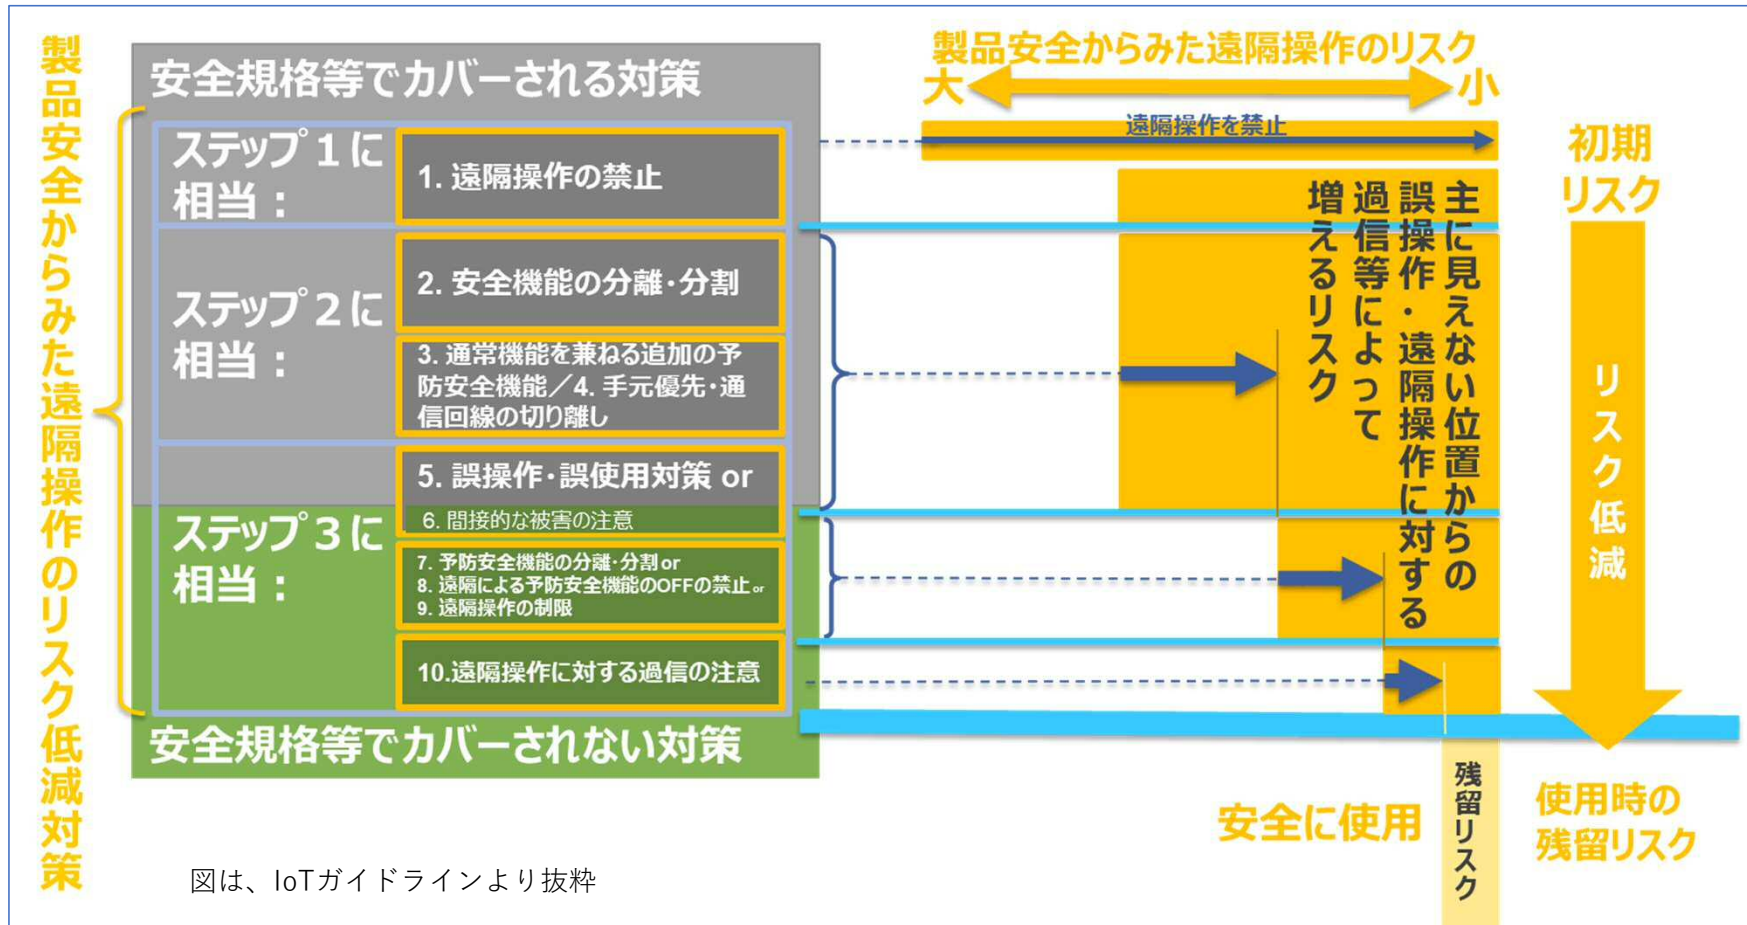 製品安全からみた遠隔操作のリスク低減対策
安全規格等でカバーされる対策
ステップ1に
相当：
1. 遠隔操作の禁止
ステップ2に
相当：
2. 安全機能の分離・分割
3. 通常機能を兼ねる追加の予
防安全機能／4. 手元優先・通
信回線の切り離し
ステップ3に
相当：
5. 誤操作・誤使用対策 or
6. 間接的な被害の注意
7. 予防安全機能の分離・分割 or
8. 遠隔による予防安全機能のOFFの禁止 or
9. 遠隔操作の制限
10.遠隔操作に対する過信の注意
安全規格等でカバーされない対策
製品安全からみた遠隔操作のリスク
大
小
遠隔操作を禁止
主に見えない位置からの
誤操作・遠隔操作に対する
過信等によって
増えるリスク
初期
リスク
リスク低減
安全に使用
残留リスク
使用時の
残留リスク
図は、IoTガイドラインより抜粋